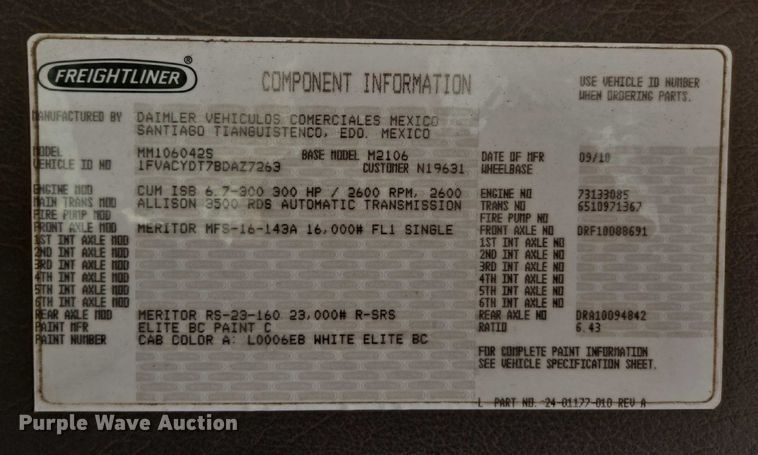 FREIGHTLINER®
COMPONENT INFORMATION
USE VEHICLE ID NUMBER
WHEN ORDERING PARTS.
MANUFACTURED BY DAIMLER VEHICULOS COMERCIALES MEXICO
SANTIAGO TIANGUISTENCO, EDO. MEXICO
MODEL MM106042S BASE MODEL M2106 DATE OF MFR 09/10
VEHICLE ID NO 1FVACYDT7BDAZ7263 CUSTOMER N19631 WHEELBASE
ENGINE MOD CUM ISB 6.7-300 300 HP / 2600 RPM, 2600 ENGINE NO 73133085
MAIN TRANS MOD ALLISON 3500 RDS AUTOMATIC TRANSMISSION TRANS NO 6510971367
FIRE PUMP MOD FIRE PUMP NO
FRONT AXLE MOD MERITOR MFS-16-143A 16,000# FL1 SINGLE FRONT AXLE NO DRF10088691
1ST INT AXLE MOD 1ST INT AXLE NO
2ND INT AXLE MOD 2ND INT AXLE NO
3RD INT AXLE MOD 3RD INT AXLE NO
4TH INT AXLE MOD 4TH INT AXLE NO
5TH INT AXLE MOD 5TH INT AXLE NO
6TH INT AXLE MOD 6TH INT AXLE NO
REAR AXLE MOD MERITOR RS-23-160 23,000# R-SRS REAR AXLE NO DRA10094842
PAINT MFR ELITE BC PAINT C RATIO 6.43
PAINT NUMBER CAB COLOR A: L0006EB WHITE ELITE BC
FOR COMPLETE PAINT INFORMATION
SEE VEHICLE SPECIFICATION SHEET.
L PART NO. 24-01177-010 REV A
Purple Wave Auction